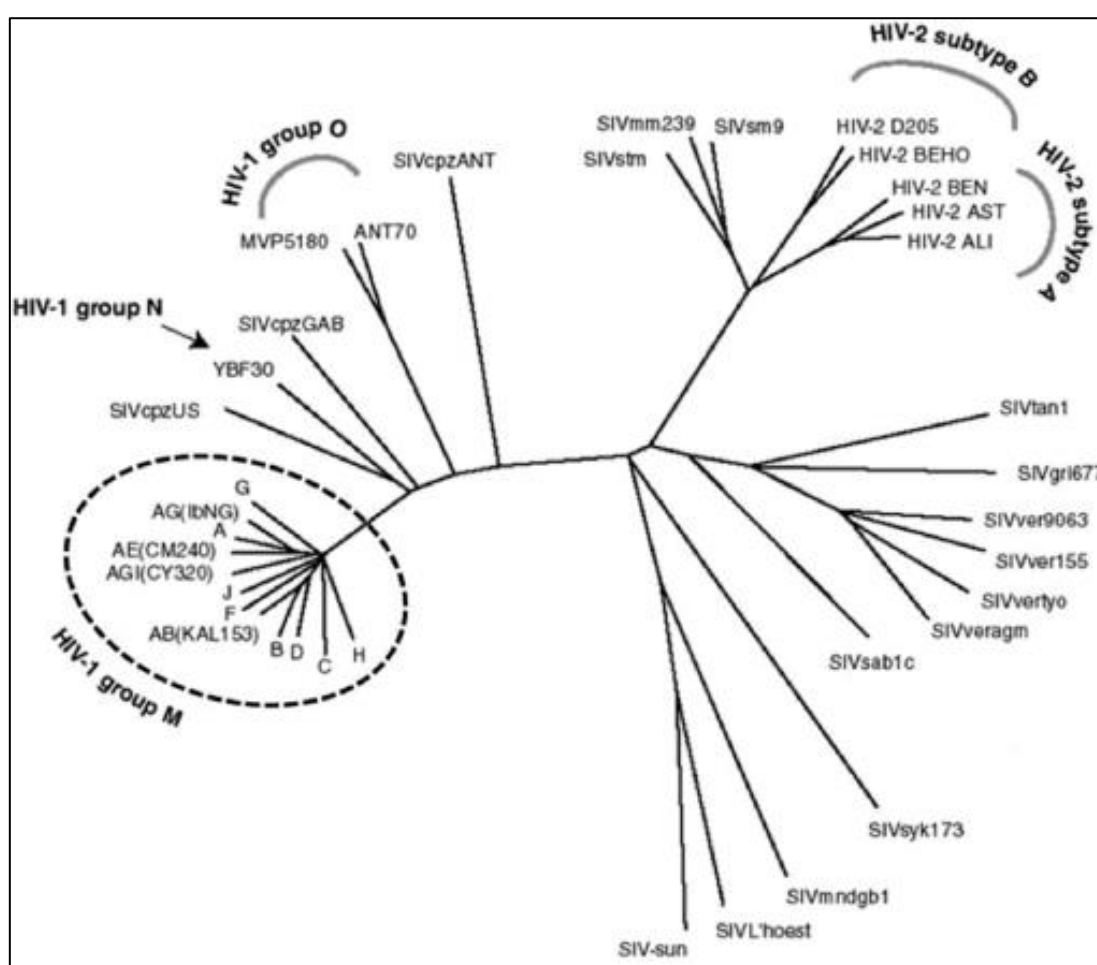 HIV-2 subtype B
SIVmm239
SIVsm9
HIV-2 D205
SIVstm
HIV-2 BEHO
HIV-2 subtype A
HIV-1 group O
SIVcpzANT
HIV-2 BEN
HIV-2 AST
HIV-2 ALI
MVP5180
ANT70
HIV-1 group N
SIVcpzGAB
YBF30
SIVcpzUS
SIVtan1
SIVgrl677
G
AG(IbNG)
A
AE(CM240)
AGI(CY320)
J
F
AB(KAL153)
B
D
C
H
HIV-1 group M
SIVver9063
SIVver155
SIVvertyo
SIVveragm
SIVsab1c
SIVsyk173
SIVmndgb1
SIVL'hoest
SIV-sun